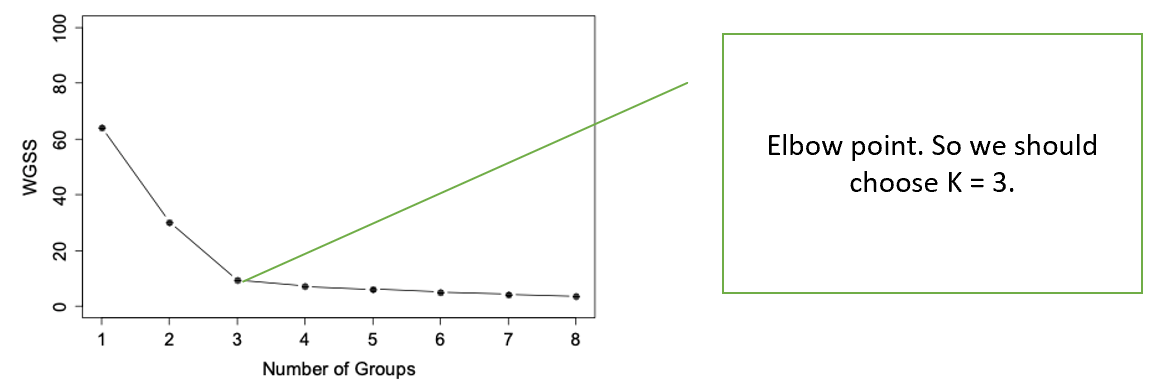 100
80
60
40
20
0
WGSS
1 2 3 4 5 6 7 8
Number of Groups
Elbow point. So we should
choose K = 3.